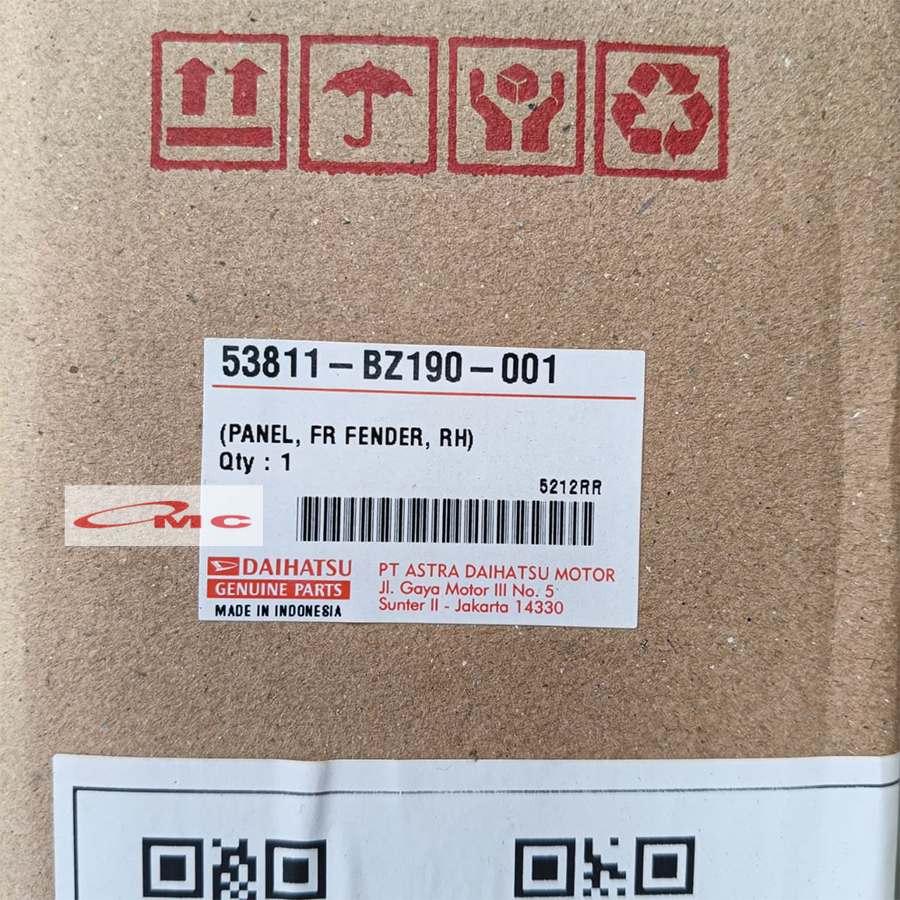 53811-BZ190-001
(PANEL, FR FENDER, RH)
Qty : 1
5212RR
OMC
DAIHATSU
GENUINE PARTS
MADE IN INDONESIA
PT ASTRA DAIHATSU MOTOR
Jl. Gaya Motor III No. 5
Sunter II - Jakarta 14330